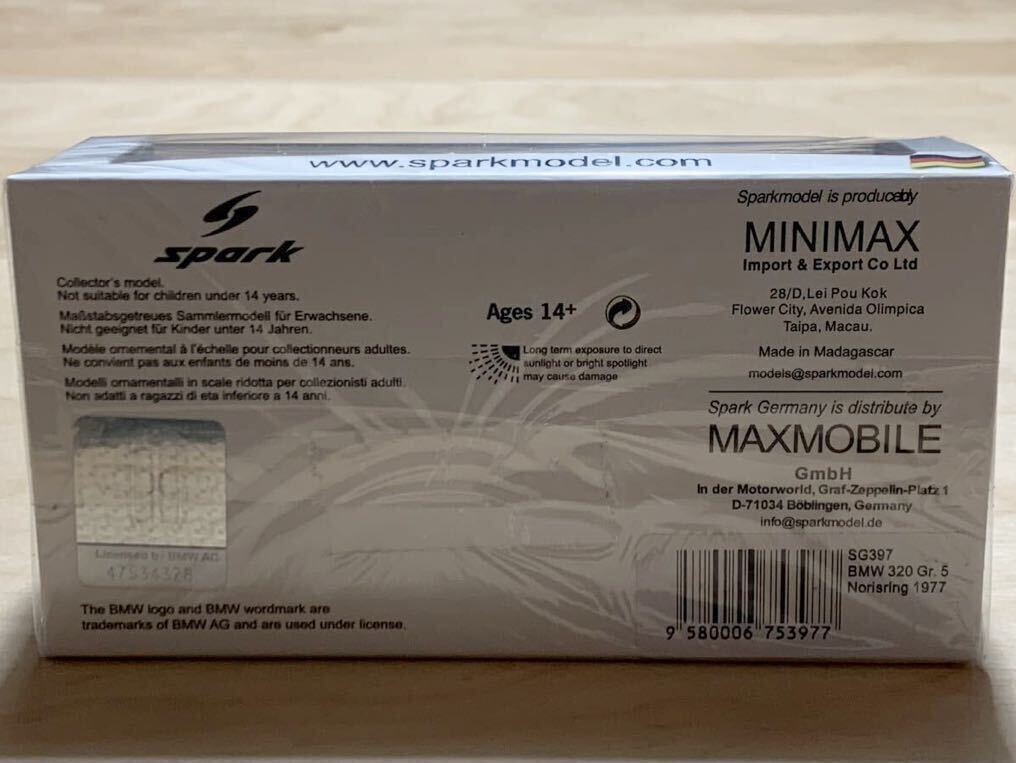 www.sparkmodel.com
spark
Collector's model.
Not suitable for children under 14 years.
Maßstabsgetreues Sammlermodell für Erwachsene.
Nicht geeignet für Kinder unter 14 Jahren.
Modèle ornemental à l'échelle pour collectionneurs adultes.
Ne convient pas aux enfants de moins de 14 ans.
Modelli ornamentaili in scale ridotta per collezionisti adulti.
Non adatti a ragazzi di eta inferiore a 14 anni.
Licensed by BMW AG
47534328
The BMW logo and BMW wordmark are
trademarks of BMW AG and are used under license.
Ages 14+
Long term exposure to direct
sunlight or bright spotlight
may cause damage
Sparkmodel is produceby
MINIMAX
Import & Export Co Ltd
28/D,Lei Pou Kok
Flower City, Avenida Olimpica
Taipa, Macau.
Made in Madagascar
models@sparkmodel.com
Spark Germany is distribute by
MAXMOBILE
GmbH
In der Motorworld, Graf-Zeppelin-Platz 1
D-71034 Böblingen, Germany
info@sparkmodel.de
SG397
BMW 320 Gr. 5
Norisring 1977
9 580006 753977